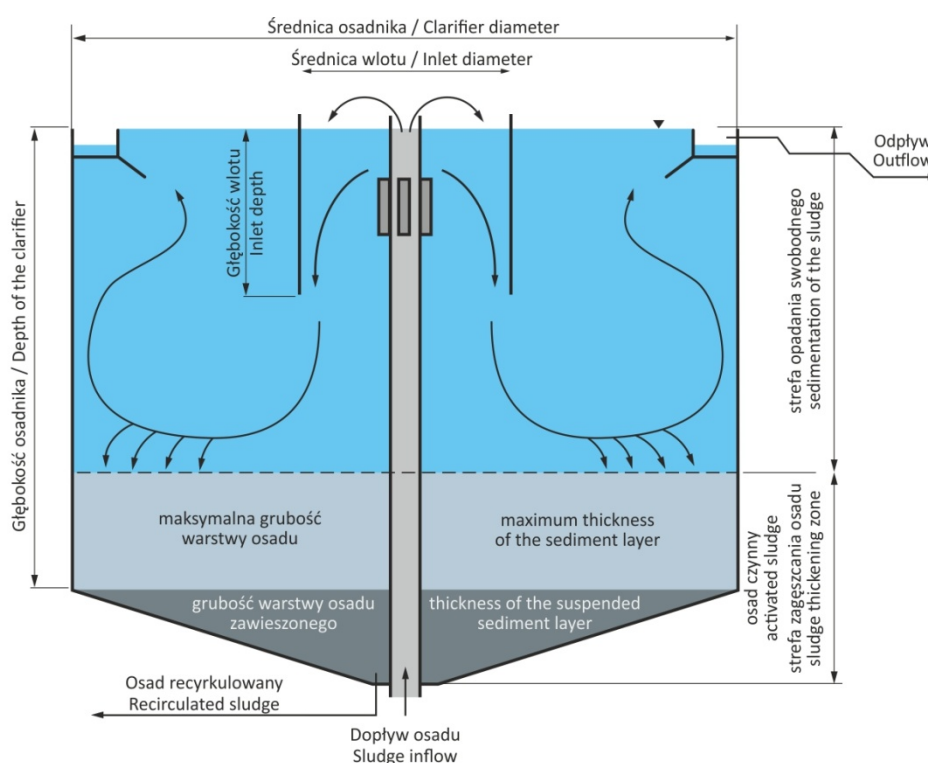 Średnica osadnika / Clarifier diameter
Średnica wlotu / Inlet diameter
Odpływ
Outflow
Głębokość wlotu
Inlet depth
Głębokość osadnika / Depth of the clarifier
strefa opadania swobodnego
sedimentation of the sludge
maksymalna grubość
warstwy osadu
maximum thickness
of the sediment layer
osad czynny
activated sludge
strefa zagęszcania osadu
sludge thickening zone
grubość warstwy osadu
zawieszonego
thickness of the suspended
sediment layer
Osad recyrkulowany
Recirculated sludge
Dopływ osadu
Sludge inflow